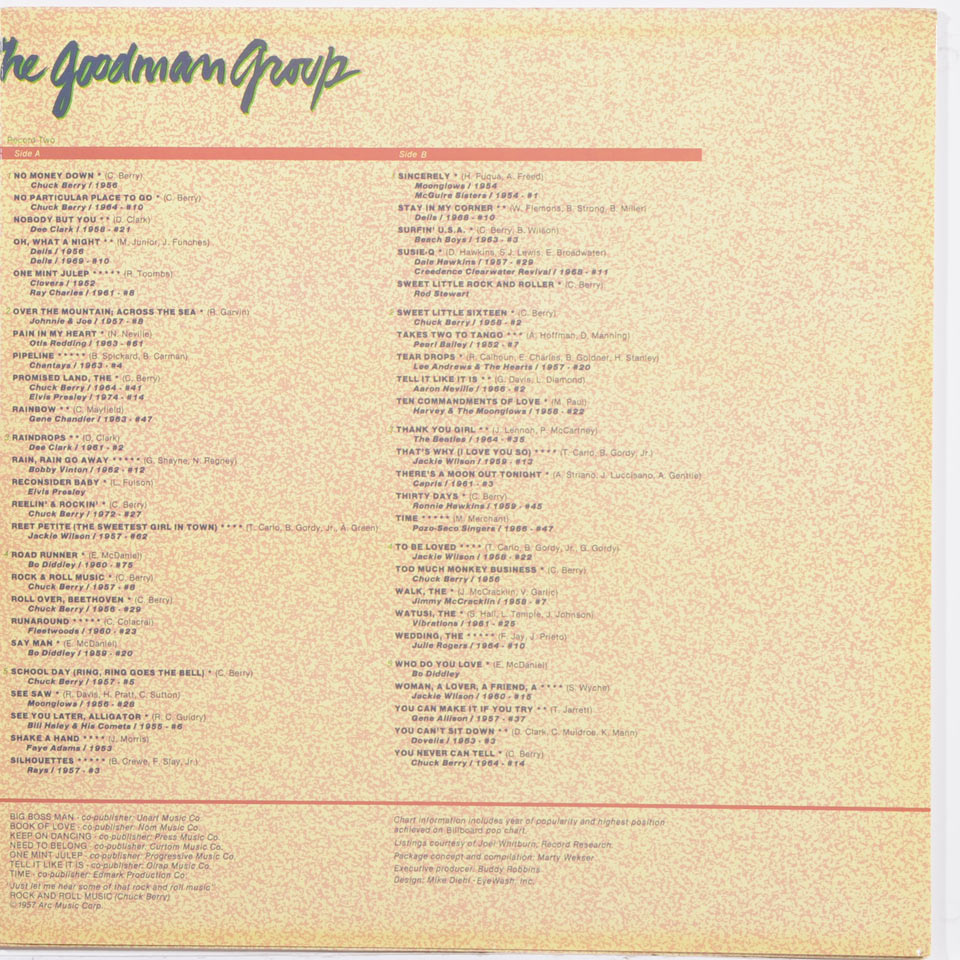 the Goodman Group
Record Two
Side A
NO MONEY DOWN * (C. Berry)
Chuck Berry / 1956
NO PARTICULAR PLACE TO GO * (C. Berry)
Chuck Berry / 1964 - #10
NOBODY BUT YOU ** (D. Clark)
Dee Clark / 1958 - #21
OH, WHAT A NIGHT ** (M. Junior, J. Funches)
Dells / 1956
Dells / 1969 - #10
ONE MINT JULEP ***** (R. Toombs)
Clovers / 1952
Ray Charles / 1961 - #8
OVER THE MOUNTAIN; ACROSS THE SEA * (R. Garvin)
Johnnie & Joe / 1957 - #8
PAIN IN MY HEART * (N. Neville)
Otis Redding / 1963 - #61
PIPELINE ***** (B. Spickard, B. Carman)
Chantays / 1963 - #4
PROMISED LAND, THE * (C. Berry)
Chuck Berry / 1964 - #41
Elvis Presley / 1974 - #14
RAINBOW ** (C. Mayfield)
Gene Chandler / 1963 - #47
RAINDROPS ** (D. Clark)
Dee Clark / 1961 - #2
RAIN, RAIN GO AWAY ***** (G. Shayne, N. Regney)
Bobby Vinton / 1962 - #12
RECONSIDER BABY * (L. Fulson)
Elvis Presley
REELIN' & ROCKIN' * (C. Berry)
Chuck Berry / 1972 - #27
REET PETITE (THE SWEETEST GIRL IN TOWN) **** (T. Carlo, B. Gordy, Jr., A. Green)
Jackie Wilson / 1957 - #62
ROAD RUNNER * (E. McDaniel)
Bo Diddley / 1960 - #75
ROCK & ROLL MUSIC * (C. Berry)
Chuck Berry / 1957 - #8
ROLL OVER, BEETHOVEN * (C. Berry)
Chuck Berry / 1956 - #29
RUNAROUND ***** (C. Colacrai)
Fleetwoods / 1960 - #23
SAY MAN * (E. McDaniel)
Bo Diddley / 1959 - #20
SCHOOL DAY (RING, RING GOES THE BELL) * (C. Berry)
Chuck Berry / 1957 - #5
SEE SAW * (R. Davis, H. Pratt, C. Sutton)
Moonglows / 1956 - #28
SEE YOU LATER, ALLIGATOR * (R. C. Guidry)
Bill Haley & His Comets / 1955 - #6
SHAKE A HAND **** (J. Morris)
Faye Adams / 1953
SILHOUETTES ***** (B. Crewe, F. Slay, Jr.)
Rays / 1957 - #3
Side B
SINCERELY * (H. Fuqua, A. Freed)
Moonglows / 1954
McGuire Sisters / 1954 - #1
STAY IN MY CORNER ** (W. Flemons, B. Strong, B. Miller)
Dells / 1968 - #10
SURFIN' U.S.A. * (C. Berry, B. Wilson)
Beach Boys / 1963 - #3
SUSIE-Q * (D. Hawkins, S.J. Lewis, E. Broadwater)
Dale Hawkins / 1957 - #29
Creedence Clearwater Revival / 1968 - #11
SWEET LITTLE ROCK AND ROLLER * (C. Berry)
Rod Stewart
SWEET LITTLE SIXTEEN * (C. Berry)
Chuck Berry / 1958 - #2
TAKES TWO TO TANGO *** (A. Hoffman, D. Manning)
Pearl Bailey / 1952 - #7
TEAR DROPS * (R. Calhoun, E. Charles, B. Goldner, H. Stanley)
Lee Andrews & The Hearts / 1957 - #20
TELL IT LIKE IT IS ** (G. Davis, L. Diamond)
Aaron Neville / 1966 - #2
TEN COMMANDMENTS OF LOVE * (M. Paul)
Harvey & The Moonglows / 1958 - #22
THANK YOU GIRL ** (J. Lennon, P. McCartney)
The Beatles / 1964 - #35
THAT'S WHY (I LOVE YOU SO) **** (T. Carlo, B. Gordy, Jr.)
Jackie Wilson / 1959 - #13
THERE'S A MOON OUT TONIGHT * (A. Striano, J. Luccisano, A. Gentile)
Capris / 1961 - #3
THIRTY DAYS * (C. Berry)
Ronnie Hawkins / 1959 - #45
TIME ***** (M. Merchant)
Pozo-Seco Singers / 1966 - #47
TO BE LOVED **** (T. Carlo, B. Gordy, Jr., G. Gordy)
Jackie Wilson / 1958 - #22
TOO MUCH MONKEY BUSINESS * (C. Berry)
Chuck Berry / 1956
WALK, THE * (J. McCracklin, V. Garlic)
Jimmy McCracklin / 1958 - #7
WATUSI, THE * (S. Hall, L. Temple, J. Johnson)
Vibrations / 1961 - #25
WEDDING, THE ***** (F. Jay, J. Prieto)
Julie Rogers / 1964 - #10
WHO DO YOU LOVE * (E. McDaniel)
Bo Diddley
WOMAN, A LOVER, A FRIEND, A **** (S. Wyche)
Jackie Wilson / 1960 - #15
YOU CAN MAKE IT IF YOU TRY ** (T. Jarrett)
Gene Allison / 1957 - #37
YOU CAN'T SIT DOWN ** (D. Clark, C. Muldroe, K. Mann)
Dovells / 1963 - #3
YOU NEVER CAN TELL * (C. Berry)
Chuck Berry / 1964 - #14
BIG BOSS MAN - co-publisher: Unart Music Co.
BOOK OF LOVE - co-publisher: Nom Music Co.
KEEP ON DANCING - co-publisher: Press Music Co.
NEED TO BELONG - co-publisher: Curtom Music Co.
ONE MINT JULEP - co-publisher: Progressive Music Co.
TELL IT LIKE IT IS - co-publisher: Olrap Music Co.
TIME - co-publisher: Edmark Production Co.
"Just let me hear some of that rock and roll music"
ROCK AND ROLL MUSIC (Chuck Berry)
©1957 Arc Music Corp.
Chart information includes year of popularity and highest position
achieved on Billboard pop chart.
Listings courtesy of Joel Whitburn, Record Research.
Package concept and compilation: Marty Wekser
Executive producer: Buddy Robbins
Design: Mike Diehl - EyeWash, Inc.